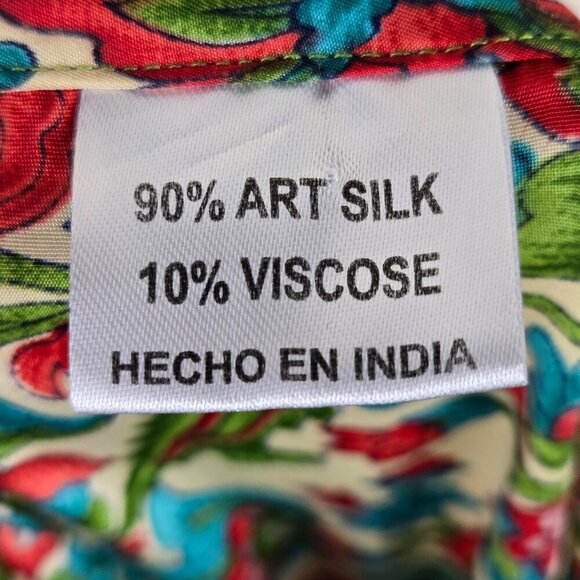 90% ART SILK
10% VISCOSE
HECHO EN INDIA